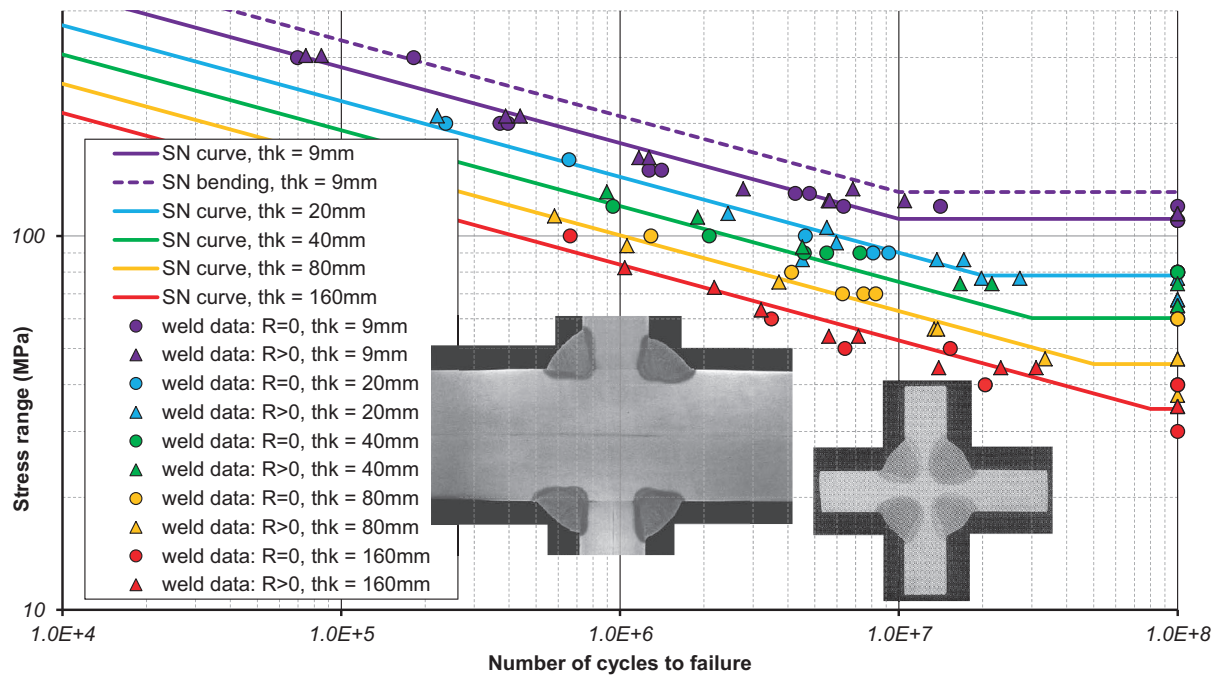 100
10
Stress range (MPa)
SN curve, thk = 9mm
SN bending, thk = 9mm
SN curve, thk = 20mm
SN curve, thk = 40mm
SN curve, thk = 80mm
SN curve, thk = 160mm
weld data: R=0, thk = 9mm
weld data: R>0, thk = 9mm
weld data: R=0, thk = 20mm
weld data: R>0, thk = 20mm
weld data: R=0, thk = 40mm
weld data: R>0, thk = 40mm
weld data: R=0, thk = 80mm
weld data: R>0, thk = 80mm
weld data: R=0, thk = 160mm
weld data: R>0, thk = 160mm
1.0E+4 1.0E+5 1.0E+6 1.0E+7 1.0E+8
Number of cycles to failure